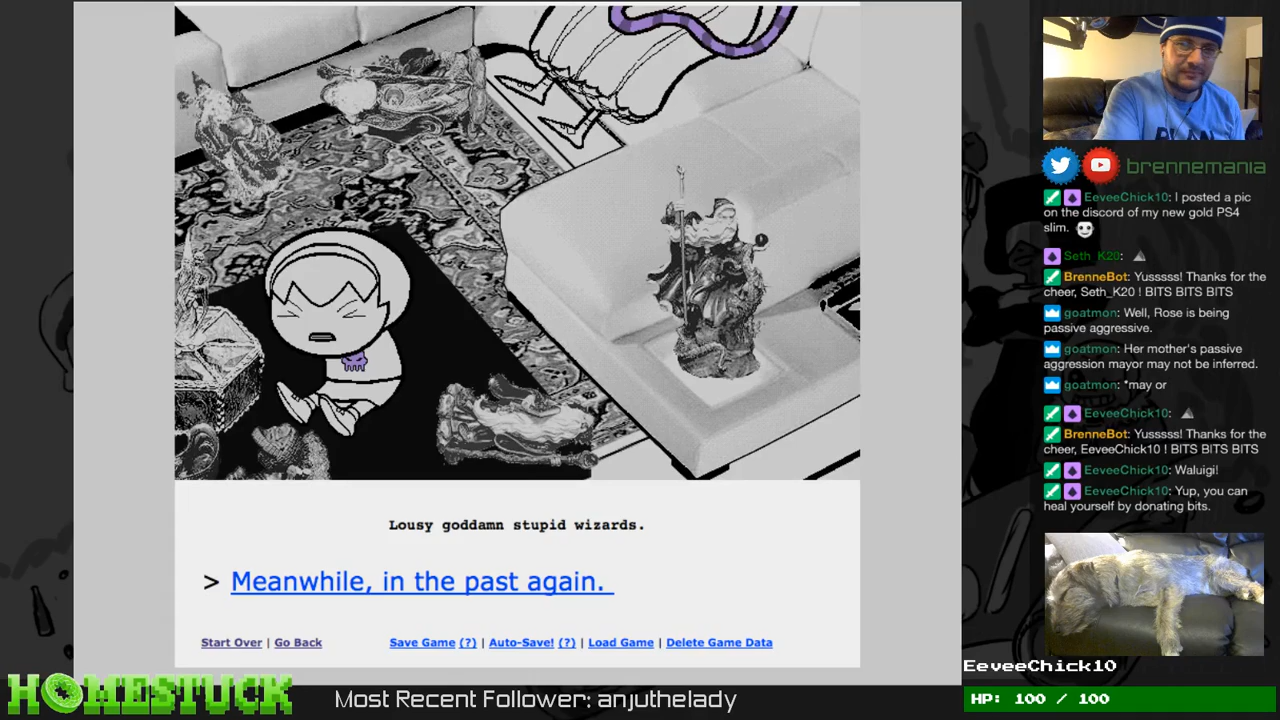 Lousy goddamn stupid wizards.
> Meanwhile, in the past again.
Start Over | Go Back
Save Game (?) | Auto-Save! (?) | Load Game | Delete Game Data
HOMESTUCK
Most Recent Follower: anjuthelady
PLAN
brennemania
EeveeChick10: I posted a pic
on the discord of my new gold PS4
slim.
Seth_K20:
BrenneBot: Yusssss! Thanks for the
cheer, Seth_K20 ! BITS BITS BITS
goatmon: Well, Rose is being
passive aggressive.
goatmon: Her mother's passive
aggression mayor may not be inferred.
goatmon: *may or
EeveeChick10:
BrenneBot: Yusssss! Thanks for the
cheer, EeveeChick10 ! BITS BITS BITS
EeveeChick10: Waluigi!
EeveeChick10: Yup, you can
heal yourself by donating bits.
EeveeChick10
HP: 100 / 100